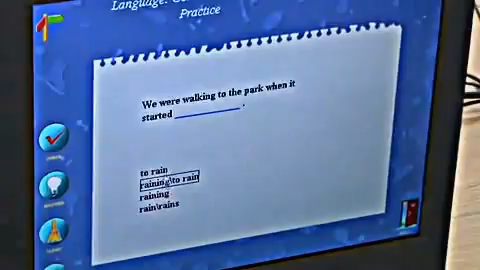 Language:
Practice
We were walking to the park when it
started ____________ .
to rain
raining\to rain
raining
rain\rains